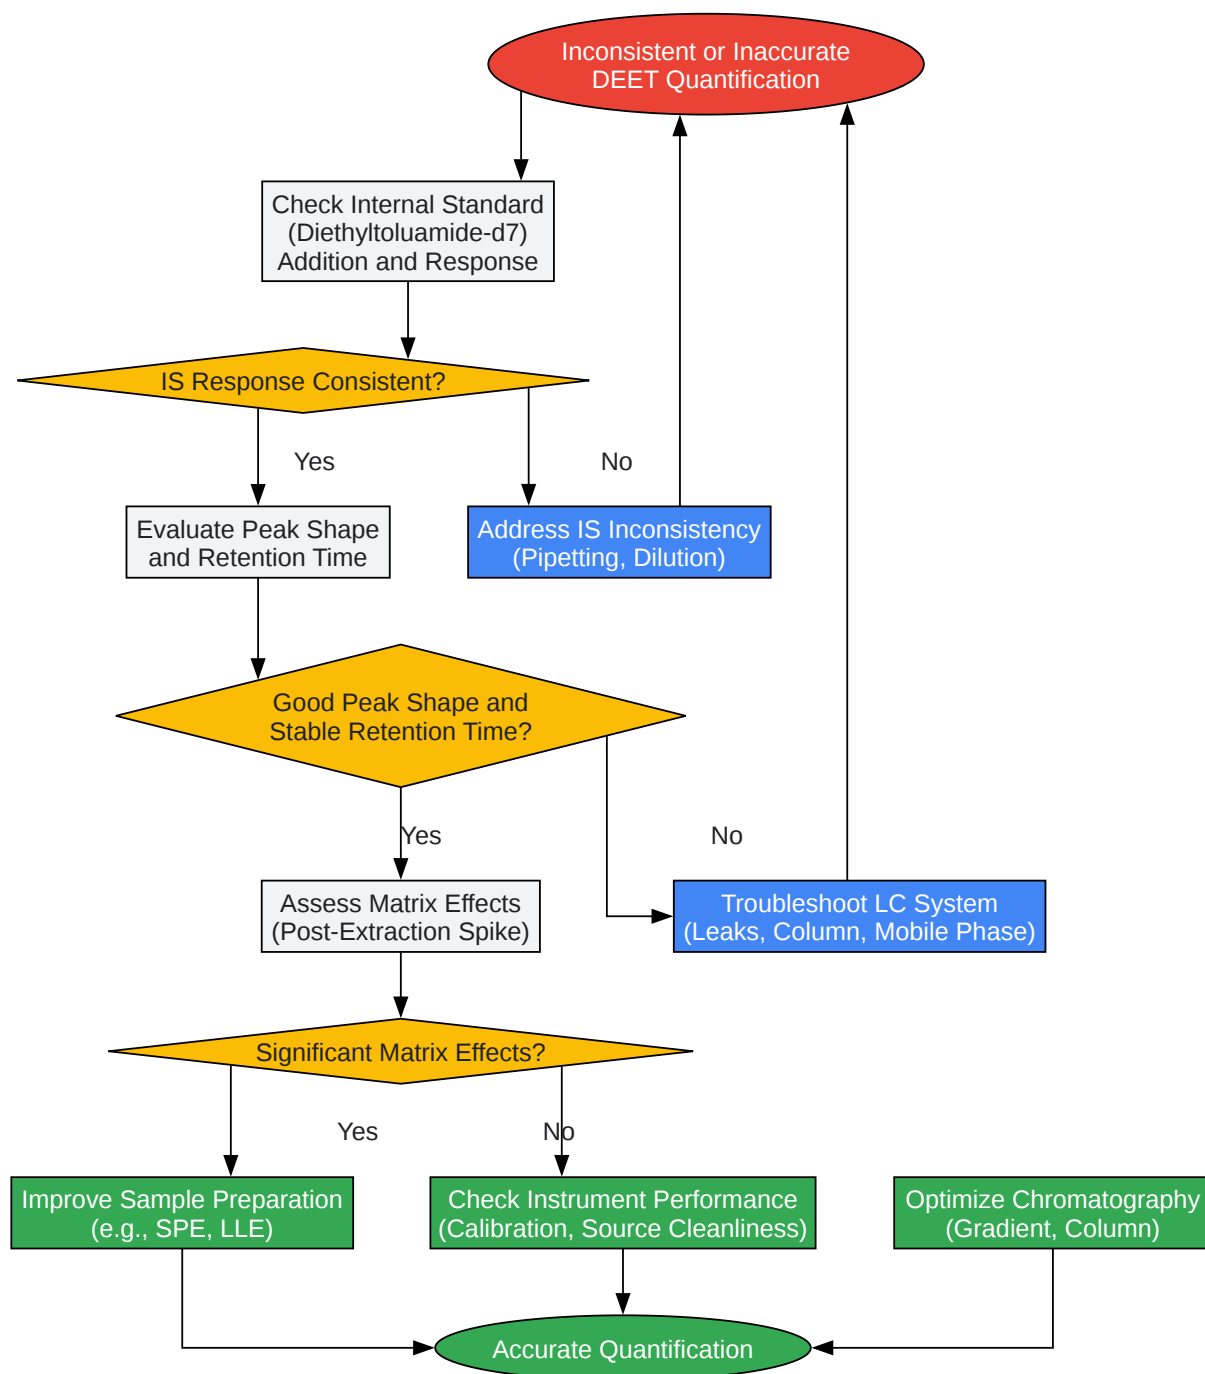 Inconsistent or Inaccurate
DEET Quantification
Check Internal Standard
(Diethyltoluamide-d7)
Addition and Response
IS Response Consistent?
Yes
No
Evaluate Peak Shape
and Retention Time
Address IS Inconsistency
(Pipetting, Dilution)
Good Peak Shape and
Stable Retention Time?
Yes
No
Assess Matrix Effects
(Post-Extraction Spike)
Troubleshoot LC System
(Leaks, Column, Mobile Phase)
Significant Matrix Effects?
Yes
No
Improve Sample Preparation
(e.g., SPE, LLE)
Check Instrument Performance
(Calibration, Source Cleanliness)
Optimize Chromatography
(Gradient, Column)
Accurate Quantification